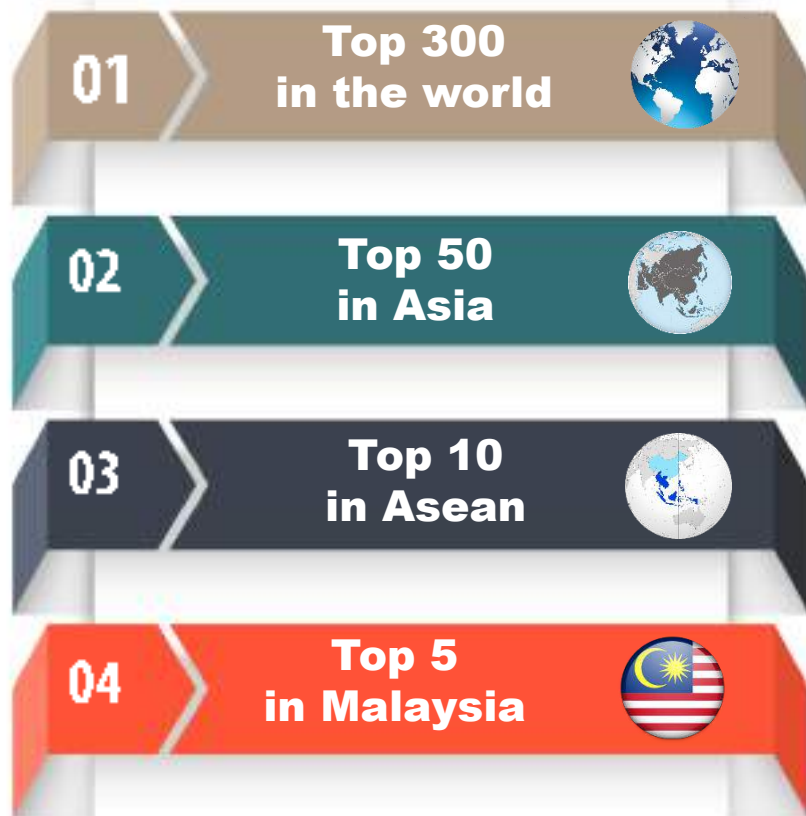 01
Top 300
in the world
02
Top 50
in Asia
03
Top 10
in Asean
04
Top 5
in Malaysia